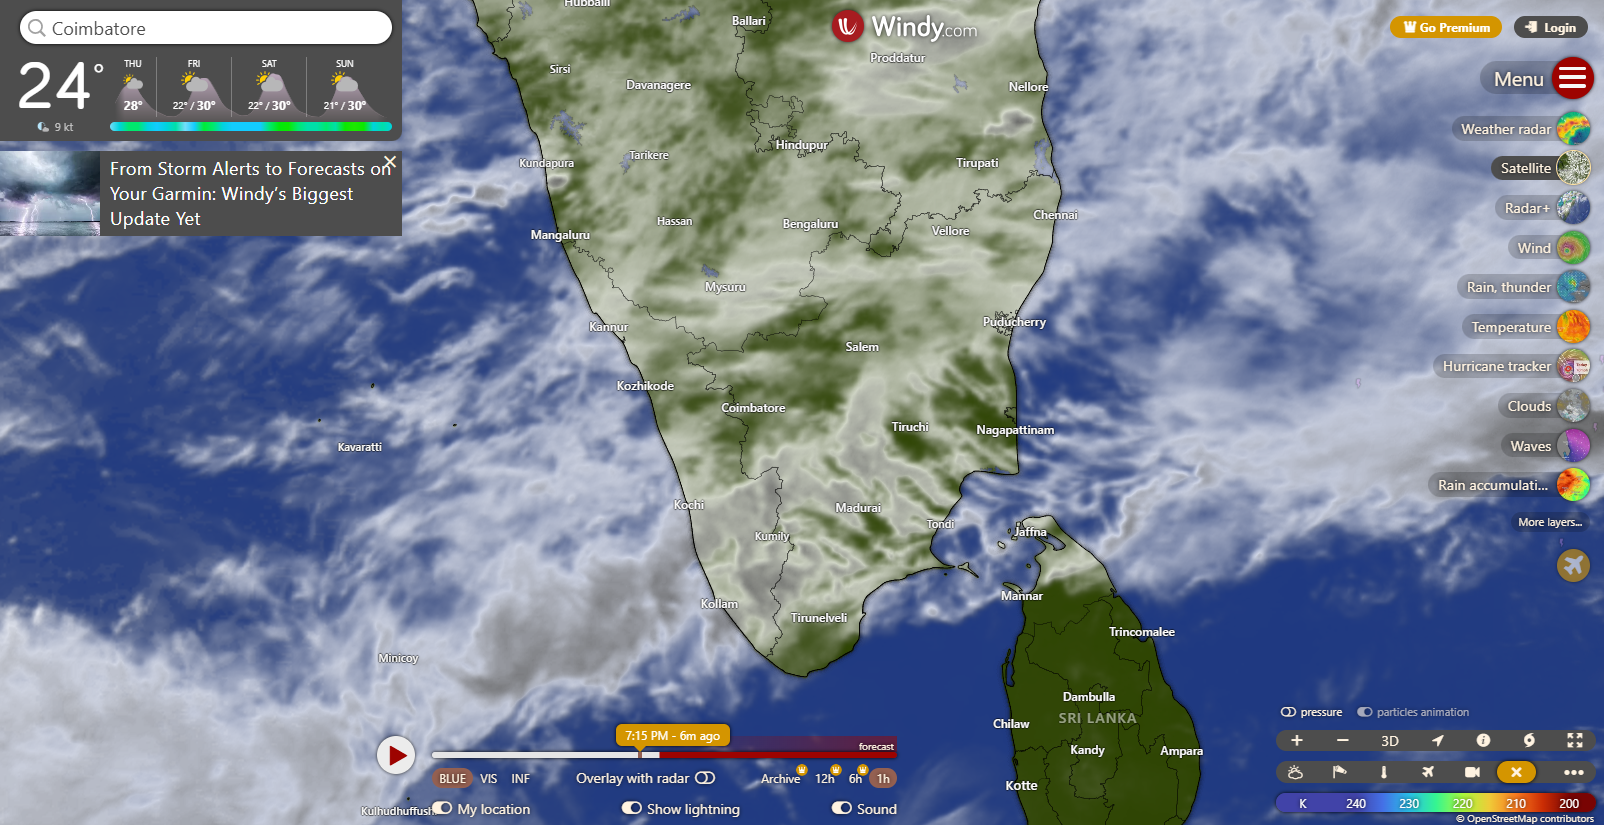 Coimbatore
24°
THU
FRI
SAT
SUN
28°
22° / 30°
22° / 30°
21° / 30°
9 kt
From Storm Alerts to Forecasts on
Your Garmin: Windy's Biggest
Update Yet
Windy.com
Go Premium
Login
Menu
Weather radar
Satellite
Radar+
Wind
Rain, thunder
Temperature
Hurricane tracker
Clouds
Waves
Rain accumulati...
More layers...
Hubballi
Ballari
Proddatur
Sirsi
Davanagere
Nellore
Hindupur
Kundapura
Tarikere
Tirupati
Hassan
Bengaluru
Chennai
Mangaluru
Vellore
Mysuru
Kannur
Puducherry
Salem
Kozhikode
Coimbatore
Tiruchi
Nagapattinam
Kavaratti
Kochi
Madurai
Tondi
Kumily
Jaffna
Mannar
Kollam
Tirunelveli
Trincomalee
Minicoy
Dambulla
SRI LANKA
Chilaw
Kandy
Ampara
Kotte
Kulhudhuffush
7:15 PM - 6m ago
forecast
BLUE
VIS
INF
Overlay with radar
Archive
12h
6h
1h
My location
Show lightning
Sound
pressure
particles animation
3D
K
240
230
220
210
200
© OpenStreetMap contributors